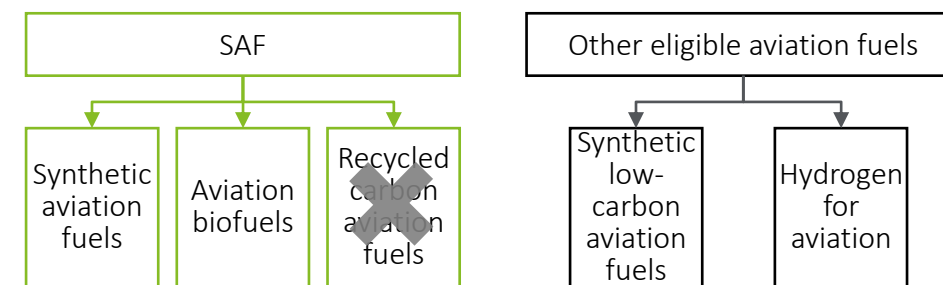 SAF
Other eligible aviation fuels
Synthetic
aviation
fuels
Aviation
biofuels
Recycled
carbon
aviation
fuels
Synthetic
low-
carbon
aviation
fuels
Hydrogen
for
aviation